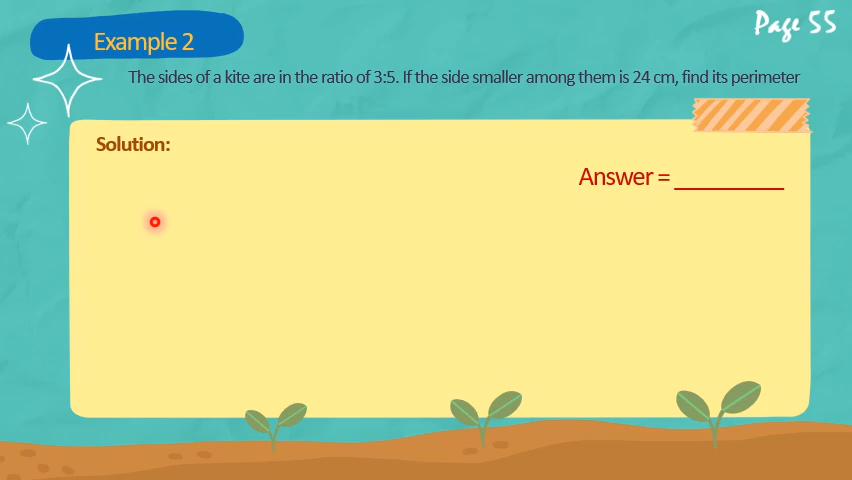 Page 55
Example 2
The sides of a kite are in the ratio of 3:5. If the side smaller among them is 24 cm, find its perimeter
Solution:
Answer = __________